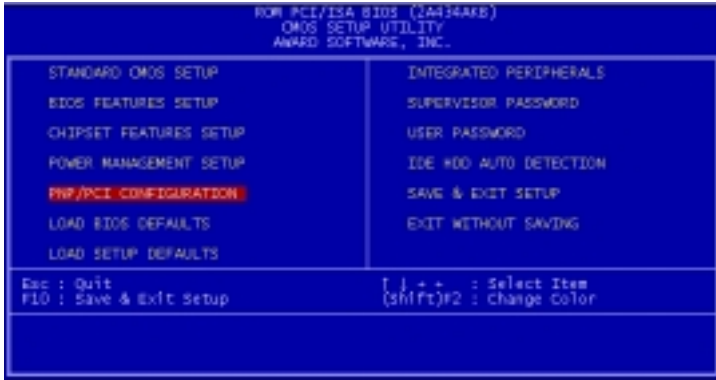 ROM PCI/ISA BIOS (2A434AKB)
CMOS SETUP UTILITY
AWARD SOFTWARE, INC.
STANDARD CMOS SETUP
BIOS FEATURES SETUP
CHIPSET FEATURES SETUP
POWER MANAGEMENT SETUP
PNP/PCI CONFIGURATION
LOAD BIOS DEFAULTS
LOAD SETUP DEFAULTS
INTEGRATED PERIPHERALS
SUPERVISOR PASSWORD
USER PASSWORD
IDE HDD AUTO DETECTION
SAVE & EXIT SETUP
EXIT WITHOUT SAVING
Esc : Quit
F10 : Save & Exit Setup
↑ ↓ → ← : Select Item
(Shift)F2 : Change Color